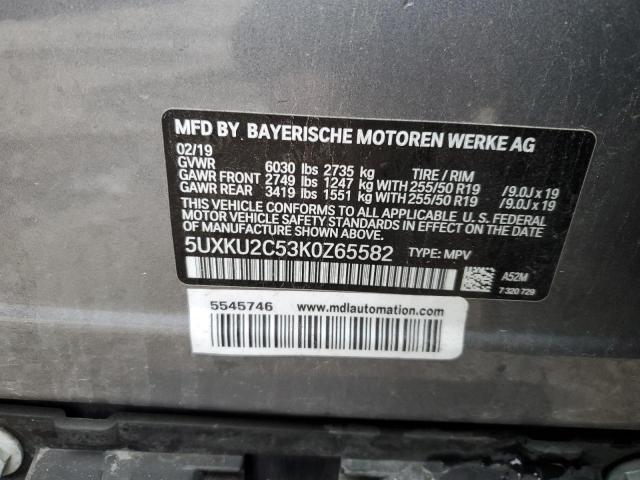 MFD BY BAYERISCHE MOTOREN WERKE AG
02/19
GVWR 6030 lbs 2735 kg TIRE / RIM
GAWR FRONT 2749 lbs 1247 kg WITH 255/50 R19 /9.0J x 19
GAWR REAR 3419 lbs 1551 kg WITH 255/50 R19 /9.0J x 19
THIS VEHICLE CONFORMS TO ALL APPLICABLE U.S. FEDERAL
MOTOR VEHICLE SAFETY STANDARDS IN EFFECT ON THE DATE
OF MANUFACTURE SHOWN ABOVE.
5UXKU2C53K0Z65582 TYPE: MPV
A52M
7 320 729
5545746 www.mdlautomation.com